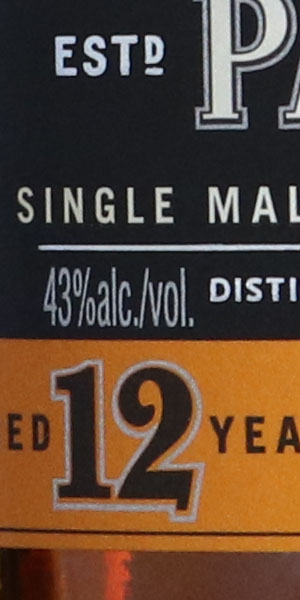 ESTD PA
SINGLE MAL
43%alc./vol. DISTI
ED 12 YEA